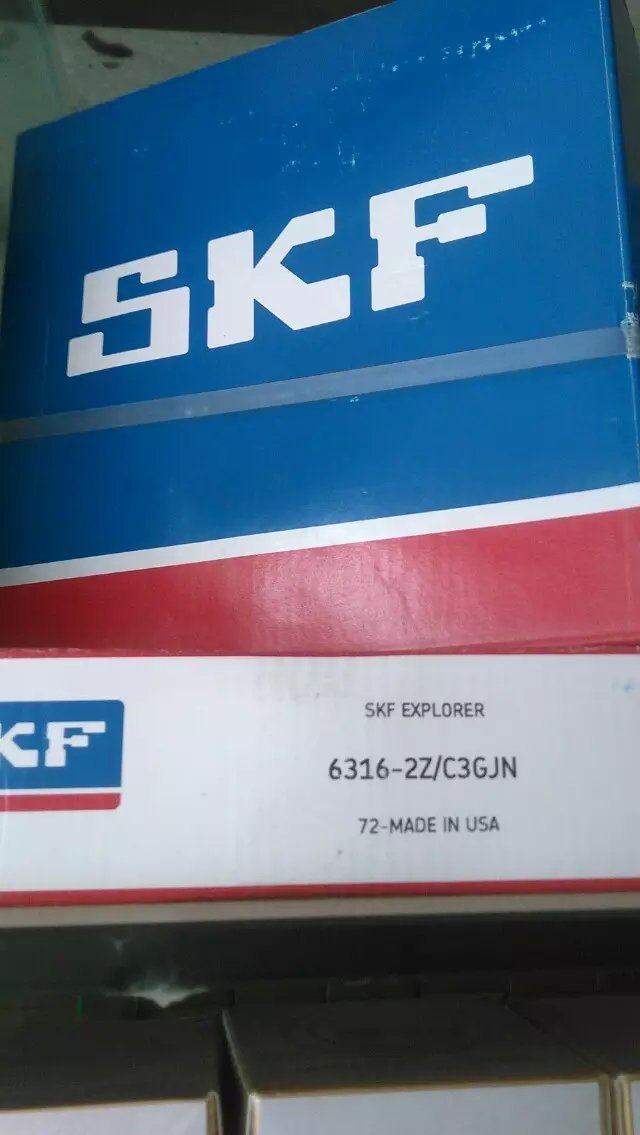 SKF
SKF EXPLORER
KF
6316-2Z/C3GJN
72-MADE IN USA